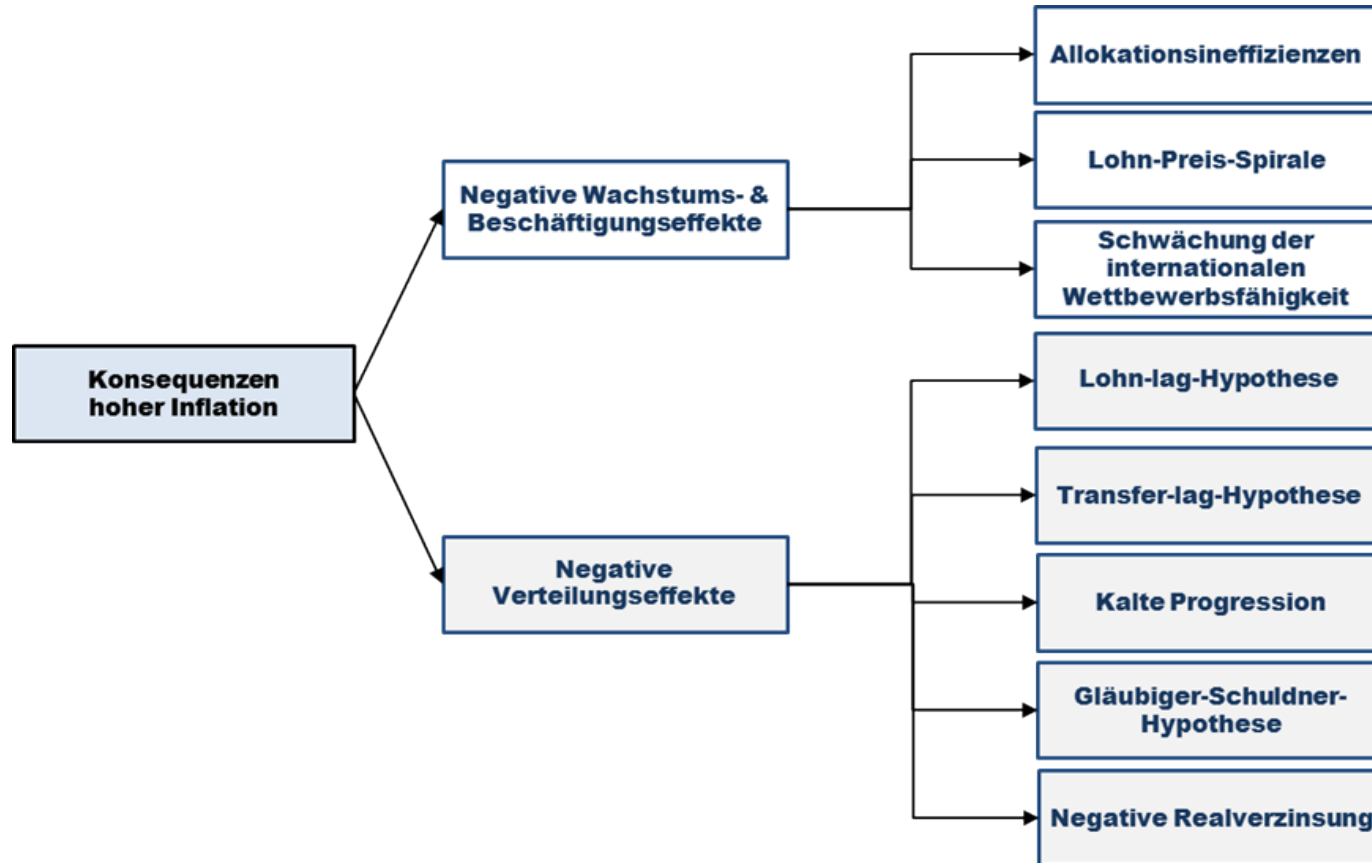 Konsequenzen
hoher Inflation
Negative Wachstums- &
Beschäftigungseffekte
Allokationsineffizienzen
Lohn-Preis-Spirale
Schwächung der
internationalen
Wettbewerbsfähigkeit
Negative
Verteilungseffekte
Lohn-lag-Hypothese
Transfer-lag-Hypothese
Kalte Progression
Gläubiger-Schuldner-
Hypothese
Negative Realverzinsung